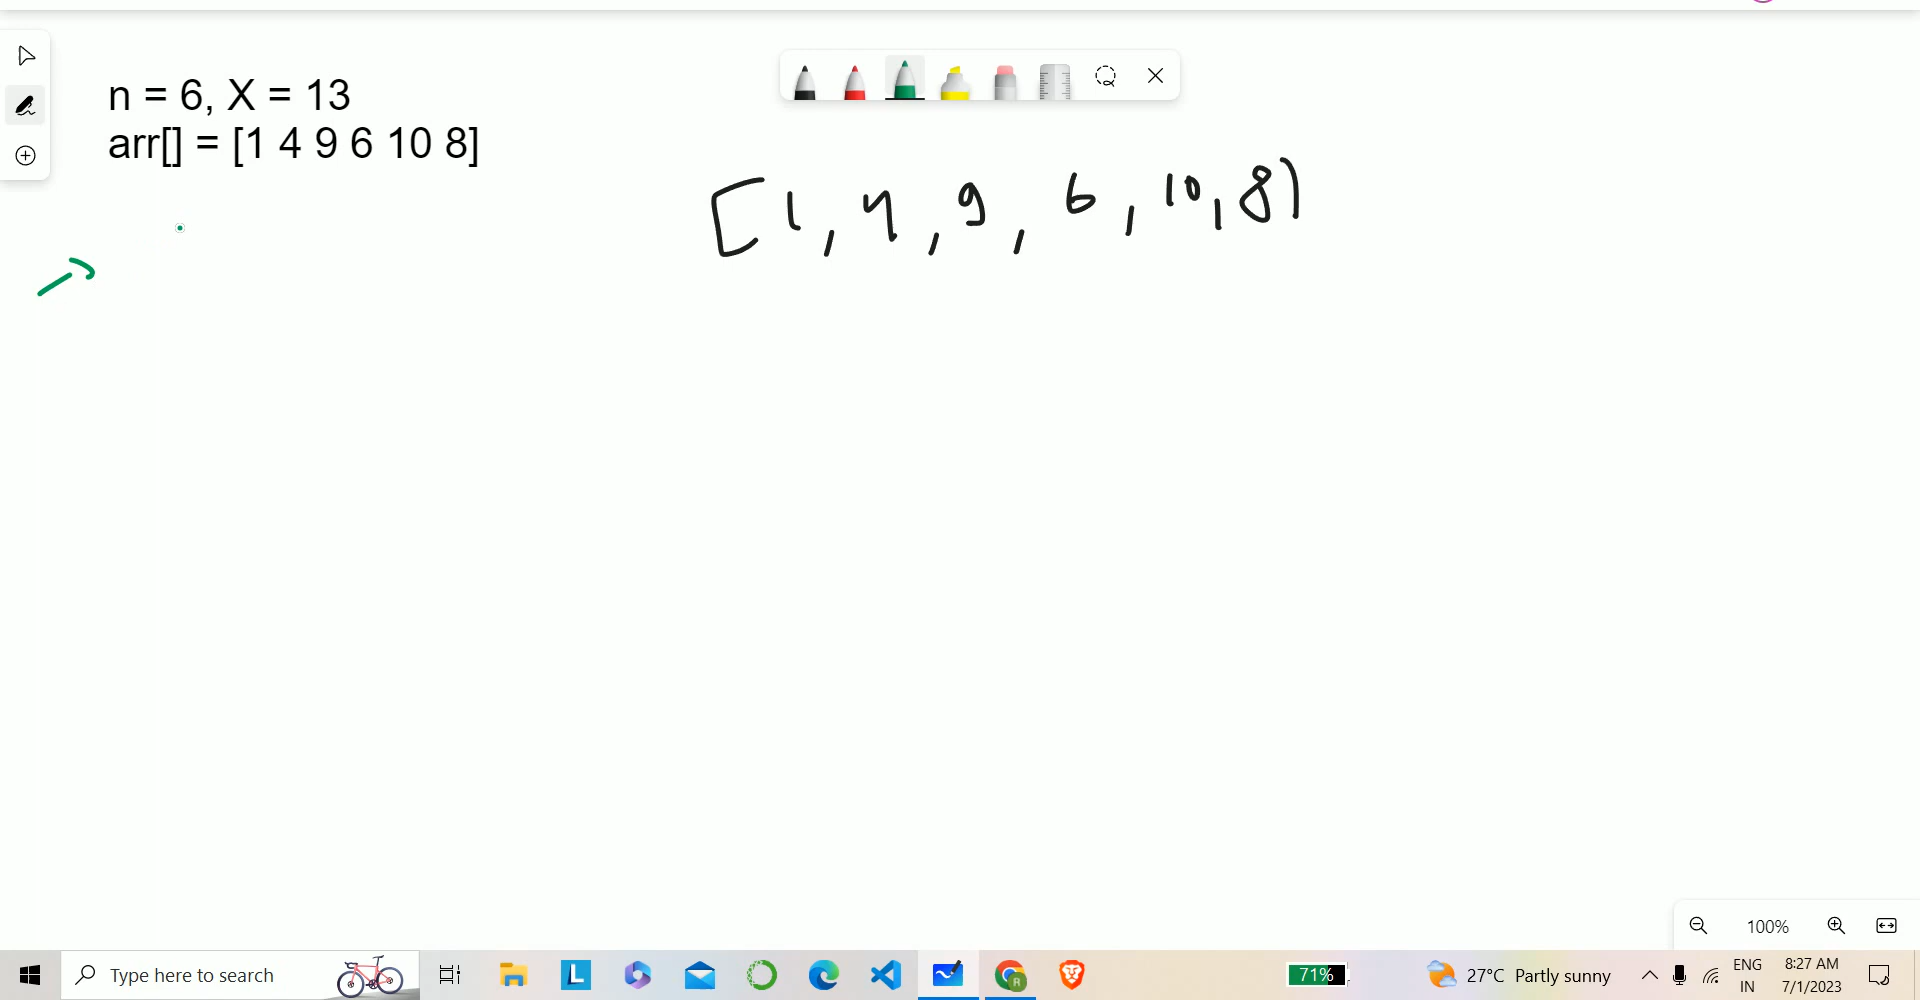 n = 6, X = 13
arr[] = [1 4 9 6 10 8]
[1, 4, 9, 6, 10, 8)
100%
Type here to search
L
R
71%
27°C Partly sunny
ENG
IN
8:27 AM
7/1/2023